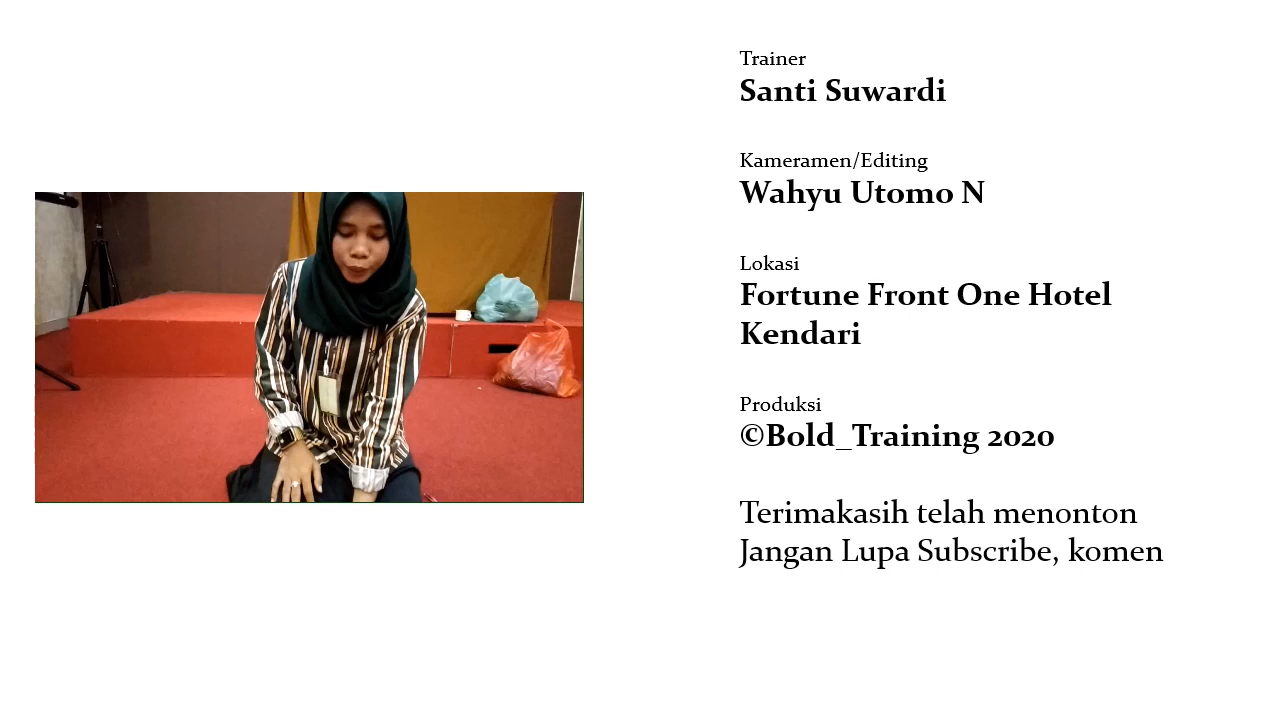 Trainer
Santi Suwardi
Kameramen/Editing
Wahyu Utomo N
Lokasi
Fortune Front One Hotel
Kendari
Produksi
©Bold_Training 2020
Terimakasih telah menonton
Jangan Lupa Subscribe, komen